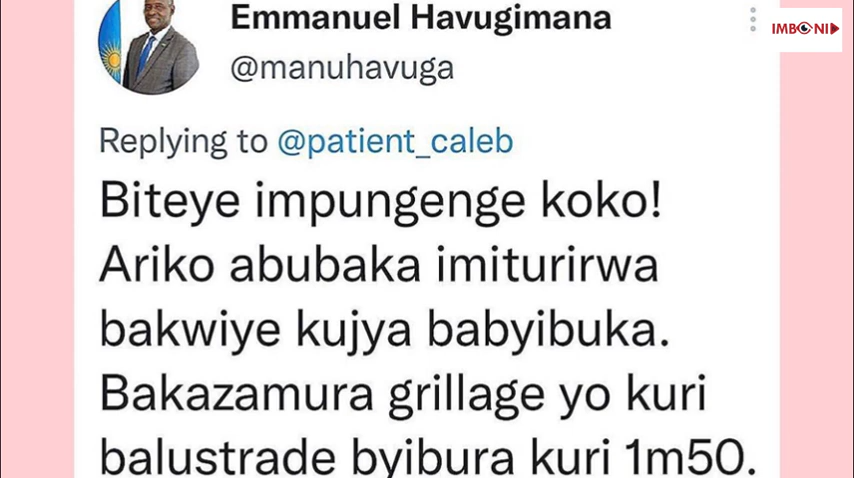 Emmanuel Havugimana
IMBONI
@manuhavuga
Replying to @patient_caleb
Biteye impungenge koko!
Ariko abubaka imiturirwa
bakwiye kujya babyibuka.
Bakazamura grillage yo kuri
balustrade byibura kuri 1m50.